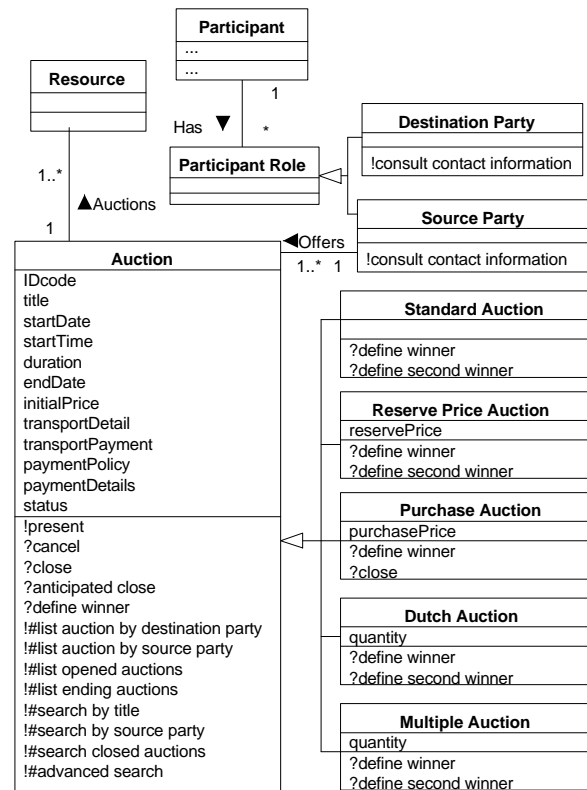 Participant
...
...
Resource
1
Has ▼
*
Participant Role
Destination Party
!consult contact information
1..*
▲Auctions
1
Source Party
!consult contact information
◀Offers
1..* 1
Auction
IDcode
title
startDate
startTime
duration
endDate
initialPrice
transportDetail
transportPayment
paymentPolicy
paymentDetails
status
!present
?cancel
?close
?anticipated close
?define winner
!#list auction by destination party
!#list auction by source party
!#list opened auctions
!#list ending auctions
!#search by title
!#search by source party
!#search closed auctions
!#advanced search
Standard Auction
?define winner
?define second winner
Reserve Price Auction
reservePrice
?define winner
?define second winner
Purchase Auction
purchasePrice
?define winner
?close
Dutch Auction
quantity
?define winner
?define second winner
Multiple Auction
quantity
?define winner
?define second winner